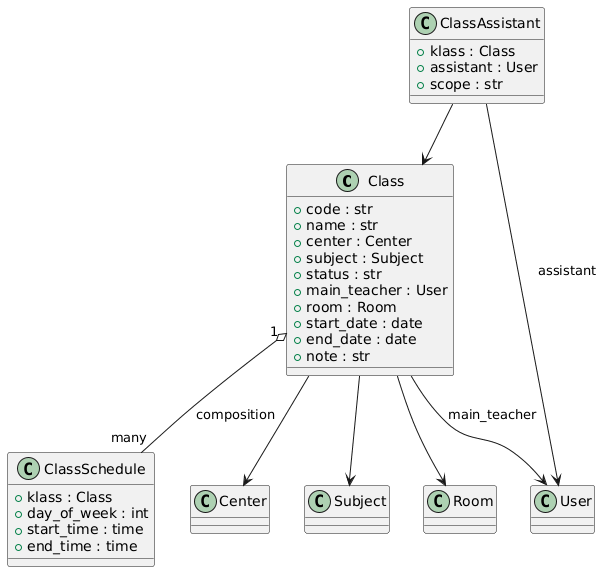 C ClassAssistant
klass : Class
assistant : User
scope : str
C Class
code : str
name : str
center : Center
subject : Subject
status : str
main_teacher : User
room : Room
start_date : date
end_date : date
note : str
assistant
1
composition
main_teacher
many
C ClassSchedule
klass : Class
day_of_week : int
start_time : time
end_time : time
C Center
C Subject
C Room
C User